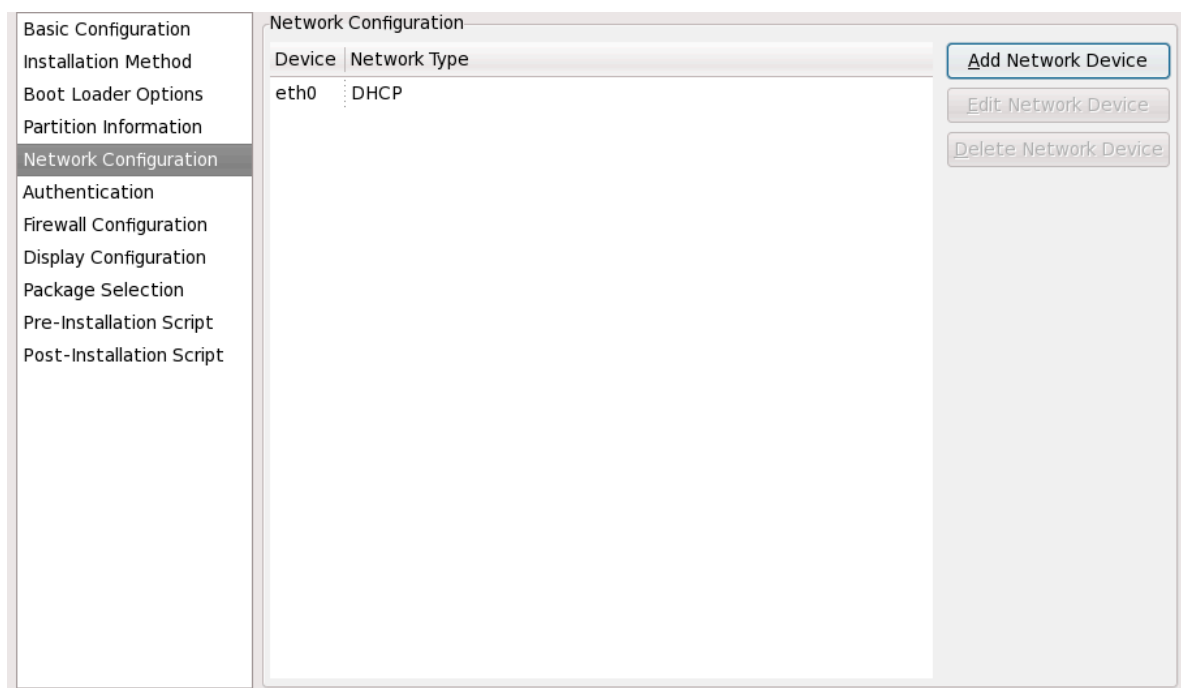 Basic Configuration
Installation Method
Boot Loader Options
Partition Information
Network Configuration
Authentication
Firewall Configuration
Display Configuration
Package Selection
Pre-Installation Script
Post-Installation Script
Network Configuration
Device Network Type
eth0 DHCP
Add Network Device
Edit Network Device
Delete Network Device